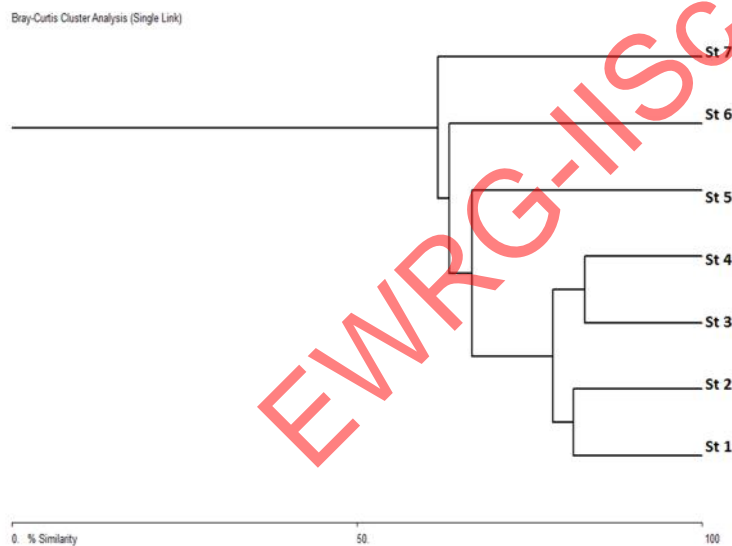 Bray-Curtis Cluster Analysis (Single Link)
St 7
St 6
St 5
St 4
St 3
St 2
St 1
EWRG-IISc
0. % Similarity 50. 100